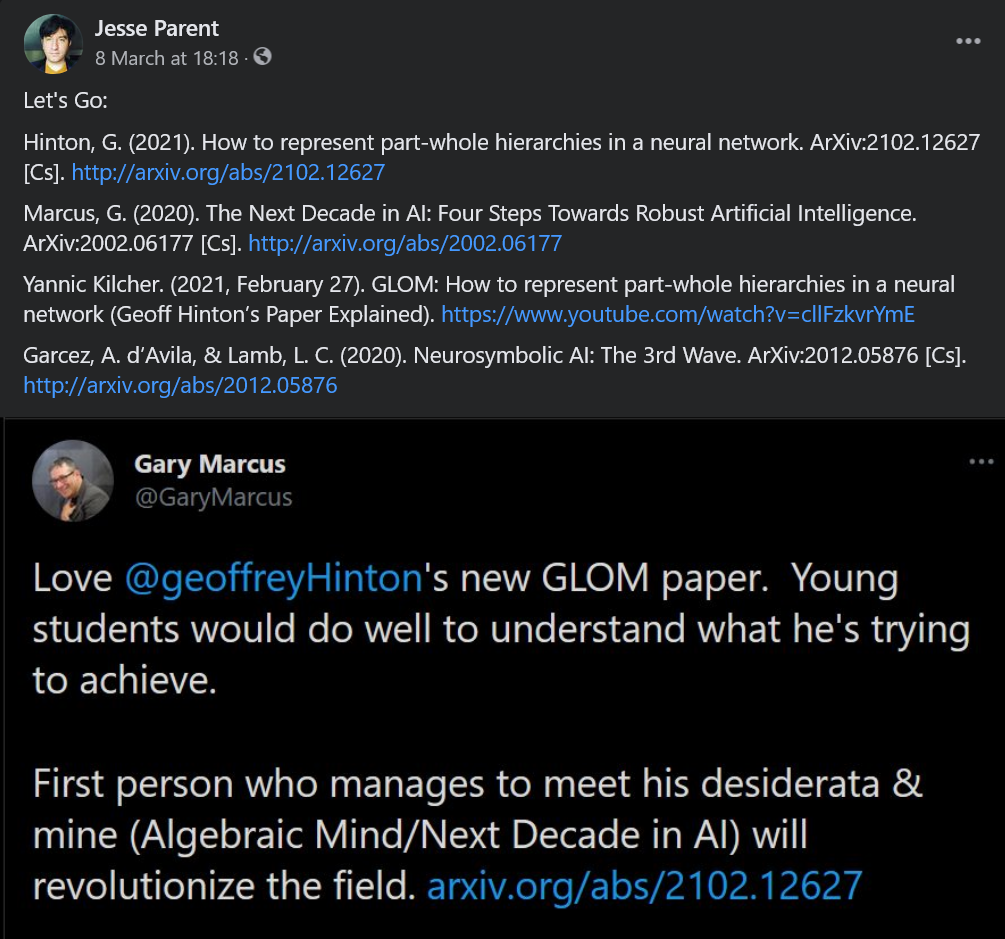 Jesse Parent
8 March at 18:18 ·
Let's Go:
Hinton, G. (2021). How to represent part-whole hierarchies in a neural network. ArXiv:2102.12627
[Cs]. http://arxiv.org/abs/2102.12627
Marcus, G. (2020). The Next Decade in AI: Four Steps Towards Robust Artificial Intelligence.
ArXiv:2002.06177 [Cs]. http://arxiv.org/abs/2002.06177
Yannic Kilcher. (2021, February 27). GLOM: How to represent part-whole hierarchies in a neural
network (Geoff Hinton’s Paper Explained). https://www.youtube.com/watch?v=cllFzkvrYmE
Garcez, A. d’Avila, & Lamb, L. C. (2020). Neurosymbolic AI: The 3rd Wave. ArXiv:2012.05876 [Cs].
http://arxiv.org/abs/2012.05876
Gary Marcus
@GaryMarcus
Love @geoffreyHinton's new GLOM paper.  Young
students would do well to understand what he's trying
to achieve.
First person who manages to meet his desiderata &
mine (Algebraic Mind/Next Decade in AI) will
revolutionize the field. arxiv.org/abs/2102.12627